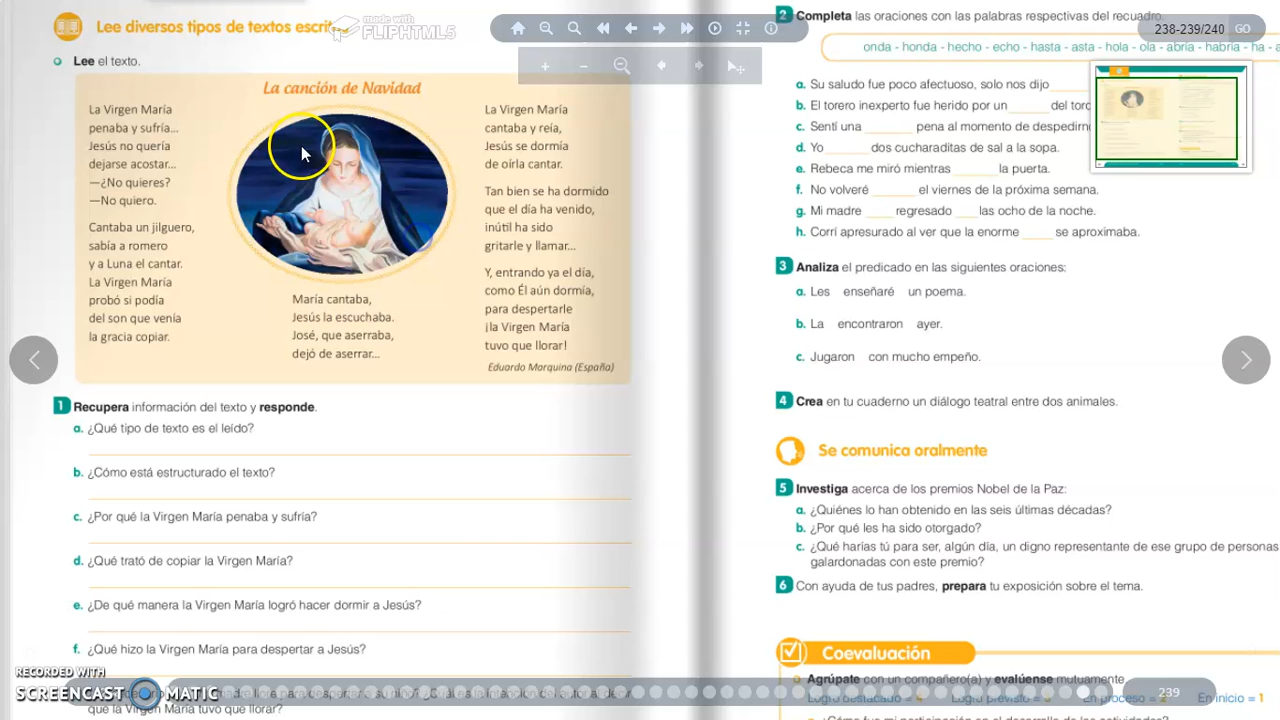 Lee diversos tipos de textos escri
made with
FLIPHTML5
238-239/240 GO
Lee el texto.
La canción de Navidad
La Virgen María
penaba y sufría...
Jesús no quería
dejarse acostar...
—¿No quieres?
—No quiero.
Cantaba un jilguero,
sabía a romero
y a Luna el cantar.
La Virgen María
probó si podía
del son que venía
la gracia copiar.
María cantaba,
Jesús la escuchaba.
José, que aserraba,
dejó de aserrar...
La Virgen María
cantaba y reía,
Jesús se dormía
de oírla cantar.
Tan bien se ha dormido
que el día ha venido,
inútil ha sido
gritarle y llamar...
Y, entrando ya el día,
como Él aún dormía,
para despertarle
¡la Virgen María
tuvo que llorar!
Eduardo Marquina (España)
1 Recupera información del texto y responde.
a. ¿Qué tipo de texto es el leído?
b. ¿Cómo está estructurado el texto?
c. ¿Por qué la Virgen María penaba y sufría?
d. ¿Qué trató de copiar la Virgen María?
e. ¿De qué manera la Virgen María logró hacer dormir a Jesús?
f. ¿Qué hizo la Virgen María para despertar a Jesús?
que la Virgen María tuvo que llorar?
RECORDED WITH
SCREENCAST MATIC
2 Completa las oraciones con las palabras respectivas del recuadro.
onda - honda - hecho - echo - hasta - asta - hola - ola - abría - habría - ha - a
a. Su saludo fue poco afectuoso, solo nos dijo
b. El torero inexperto fue herido por un ______ del toro
c. Sentí una ______ pena al momento de despedirn
d. Yo ______ dos cucharaditas de sal a la sopa.
e. Rebeca me miró mientras ______ la puerta.
f. No volveré ______ el viernes de la próxima semana.
g. Mi madre ____ regresado ____ las ocho de la noche.
h. Corrí apresurado al ver que la enorme ____ se aproximaba.
3 Analiza el predicado en las siguientes oraciones:
a. Les enseñaré un poema.
b. La encontraron ayer.
c. Jugaron con mucho empeño.
4 Crea en tu cuaderno un diálogo teatral entre dos animales.
Se comunica oralmente
5 Investiga acerca de los premios Nobel de la Paz:
a. ¿Quiénes lo han obtenido en las seis últimas décadas?
b. ¿Por qué les ha sido otorgado?
c. ¿Qué harías tú para ser, algún día, un digno representante de ese grupo de personas
galardonadas con este premio?
6 Con ayuda de tus padres, prepara tu exposición sobre el tema.
Coevaluación
Agrúpate con un compañero(a) y evalúense mutuamente.
Logro destacado = 4 Logro previsto = 3 En proceso = 2 En inicio = 1
239